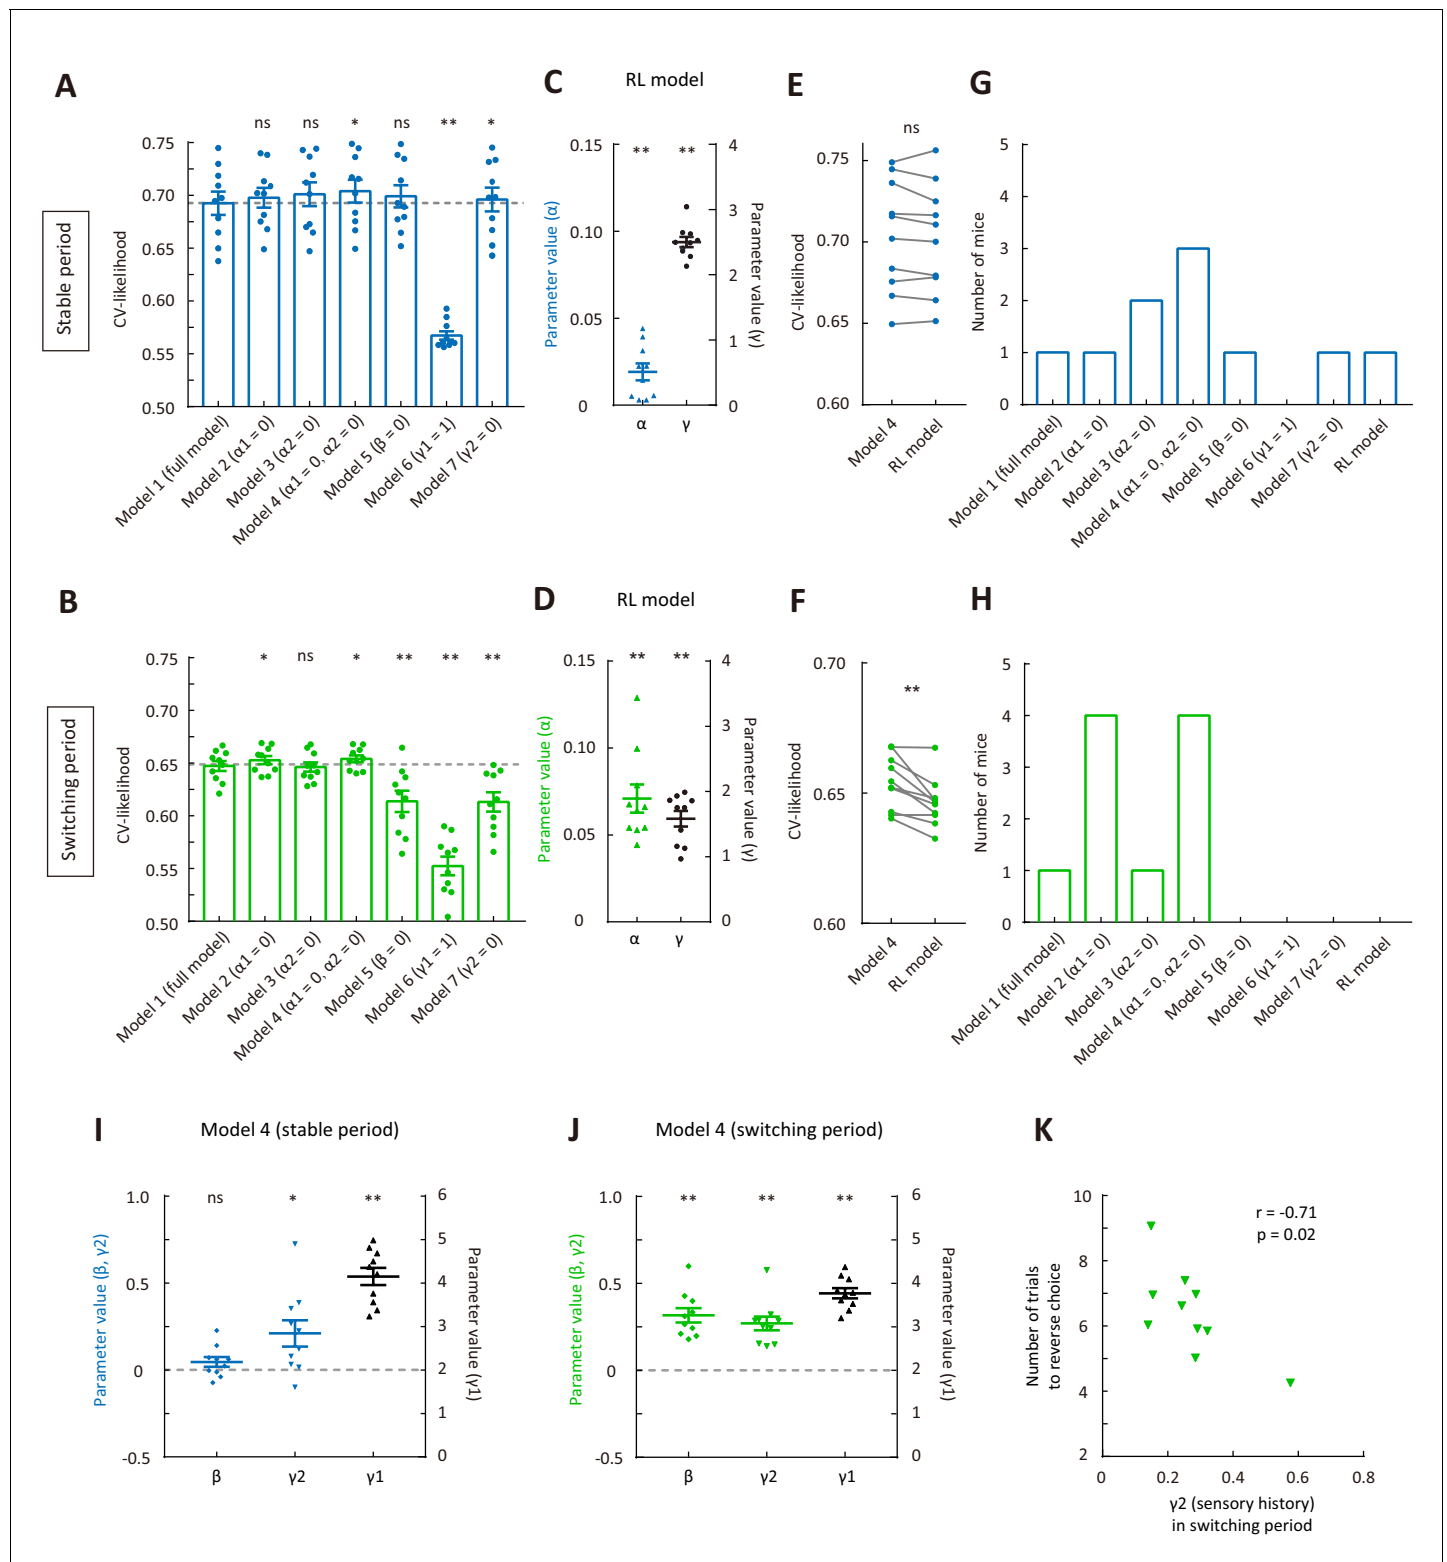 A
C RL model
E
G
Stable period
ns ns * ns ** *
CV-likelihood
0.75
0.70
0.65
0.60
0.55
0.50
Model 1 (full model)
Model 2 (α1 = 0)
Model 3 (α2 = 0)
Model 4 (α1 = 0, α2 = 0)
Model 5 (β = 0)
Model 6 (γ1 = 1)
Model 7 (γ2 = 0)
** **
Parameter value (α)
0.15
0.10
0.05
0
Parameter value (γ)
4
3
2
1
0
α γ
ns
CV-likelihood
0.75
0.70
0.65
0.60
Model 4
RL model
Number of mice
5
4
3
2
1
0
Model 1 (full model)
Model 2 (α1 = 0)
Model 3 (α2 = 0)
Model 4 (α1 = 0, α2 = 0)
Model 5 (β = 0)
Model 6 (γ1 = 1)
Model 7 (γ2 = 0)
RL model
B
D RL model
F
H
Switching period
* ns * ** ** **
CV-likelihood
0.75
0.70
0.65
0.60
0.55
0.50
Model 1 (full model)
Model 2 (α1 = 0)
Model 3 (α2 = 0)
Model 4 (α1 = 0, α2 = 0)
Model 5 (β = 0)
Model 6 (γ1 = 1)
Model 7 (γ2 = 0)
** **
Parameter value (α)
0.15
0.10
0.05
0
Parameter value (γ)
4
3
2
1
0
α γ
**
CV-likelihood
0.70
0.65
0.60
Model 4
RL model
Number of mice
5
4
3
2
1
0
Model 1 (full model)
Model 2 (α1 = 0)
Model 3 (α2 = 0)
Model 4 (α1 = 0, α2 = 0)
Model 5 (β = 0)
Model 6 (γ1 = 1)
Model 7 (γ2 = 0)
RL model
I Model 4 (stable period)
ns * **
Parameter value (β, γ2)
1.0
0.5
0
-0.5
Parameter value (γ1)
6
5
4
3
2
1
0
β γ2 γ1
J Model 4 (switching period)
** ** **
Parameter value (β, γ2)
1.0
0.5
0
-0.5
Parameter value (γ1)
6
5
4
3
2
1
0
β γ2 γ1
K
r = -0.71
p = 0.02
Number of trials
to reverse choice
10
8
6
4
2
0 0.2 0.4 0.6 0.8
γ2 (sensory history)
in switching period